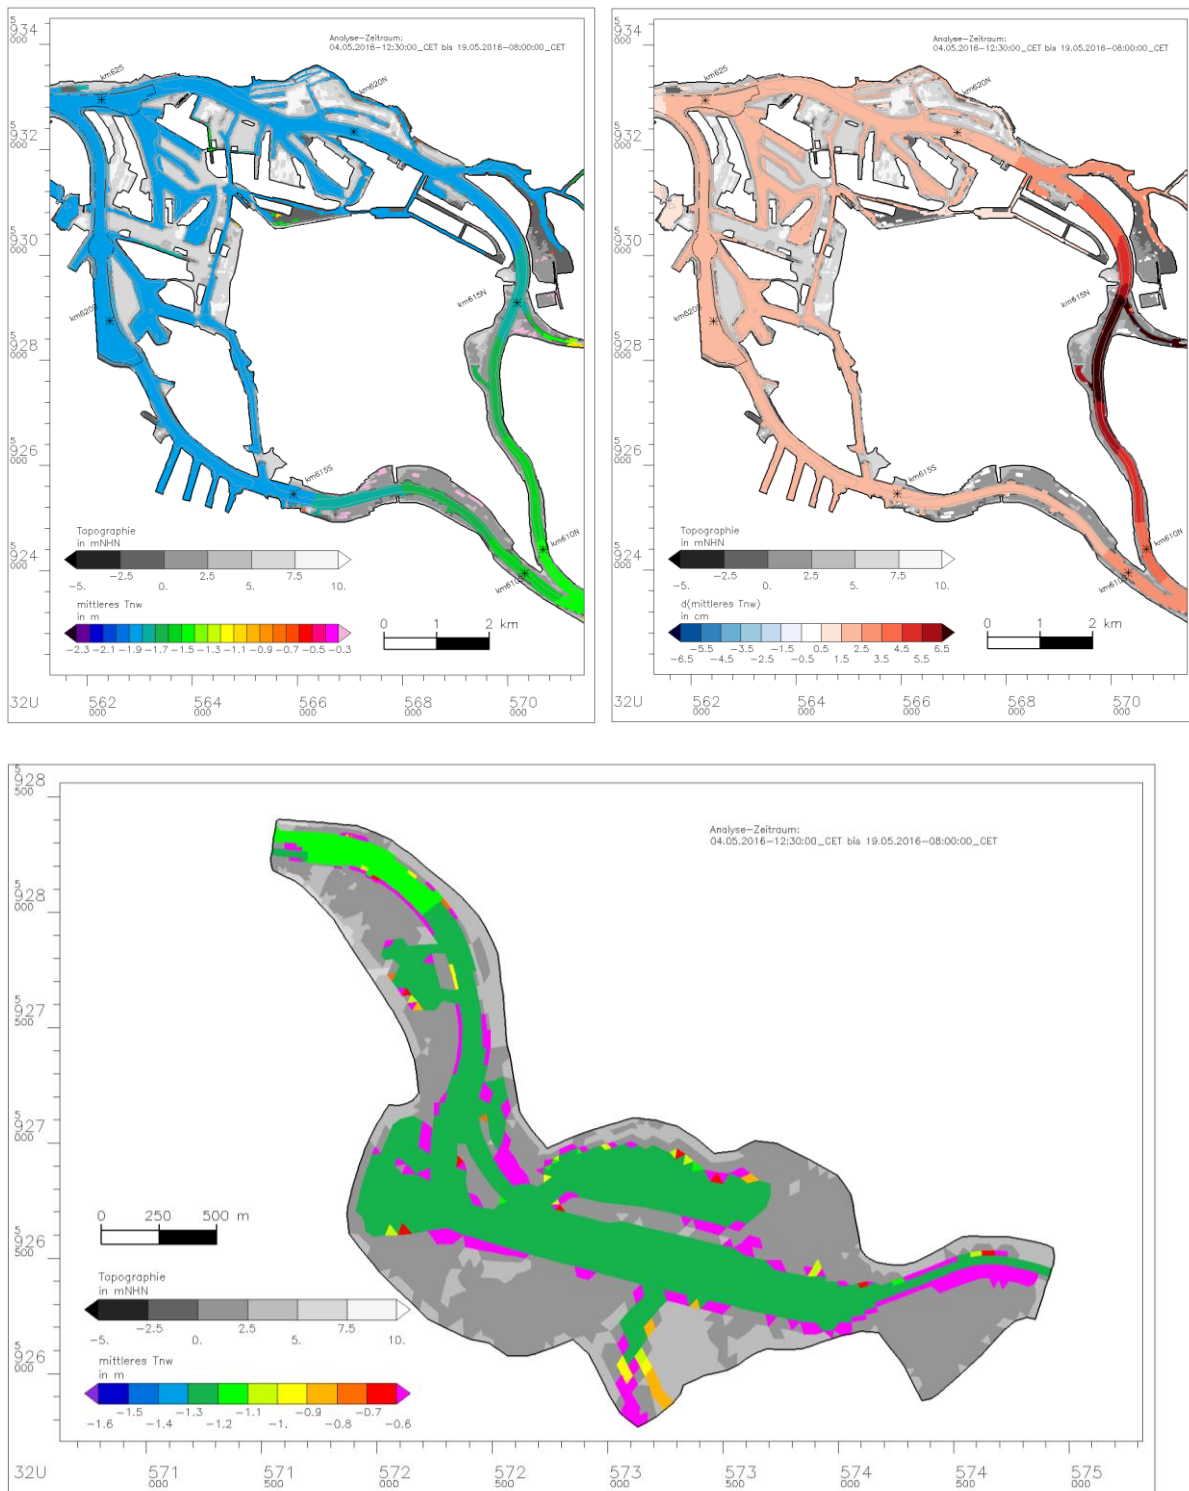 Analyse-Zeitraum:
04.05.2016-12:30:00_CET bis 19.05.2016-08:00:00_CET
5 934 000
5 932 000
5 930 000
5 928 000
5 926 000
5 924 000
km625
km620N
km615N
km620S
km615S
km610N
Topographie
in mNHN
-5. -2.5 0. 2.5 5. 7.5 10.
mittleres Tnw
in m
-2.3 -2.1 -1.9 -1.7 -1.5 -1.3 -1.1 -0.9 -0.7 -0.5 -0.3
0 1 2 km
32U 562 000 564 000 566 000 568 000 570 000
Analyse-Zeitraum:
04.05.2016-12:30:00_CET bis 19.05.2016-08:00:00_CET
5 934 000
5 932 000
5 930 000
5 928 000
5 926 000
5 924 000
km625
km620N
km615N
km620S
km615S
km610N
Topographie
in mNHN
-5. -2.5 0. 2.5 5. 7.5 10.
d(mittleres Tnw)
in cm
-5.5 -3.5 -1.5 0.5 2.5 4.5 6.5
-6.5 -4.5 -2.5 -0.5 1.5 3.5 5.5
0 1 2 km
32U 562 000 564 000 566 000 568 000 570 000
Analyse-Zeitraum:
04.05.2016-12:30:00_CET bis 19.05.2016-08:00:00_CET
5 928 500
5 928 000
5 927 500
5 927 000
5 926 500
5 926 000
0 250 500 m
Topographie
in mNHN
-5. -2.5 0. 2.5 5. 7.5 10.
mittleres Tnw
in m
-1.5 -1.3 -1.1 -0.9 -0.7
-1.6 -1.4 -1.2 -1. -0.8 -0.6
32U 571 000 571 500 572 000 572 500 573 000 573 500 574 000 574 500 575 000